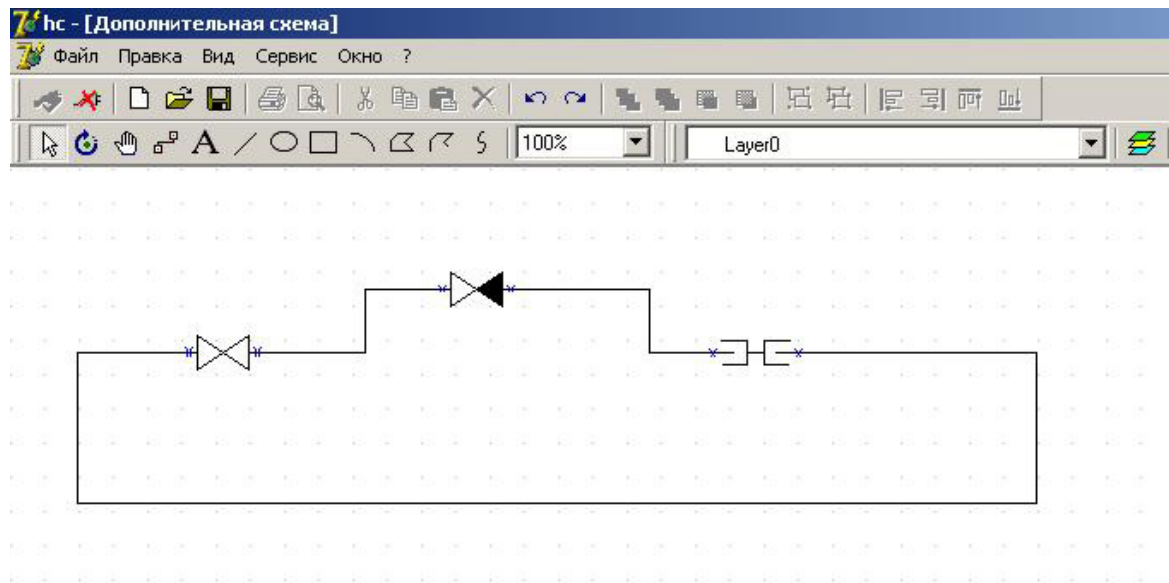 hc - [Дополнительная схема]
Файл Правка Вид Сервис Окно ?
A 100% Layer0